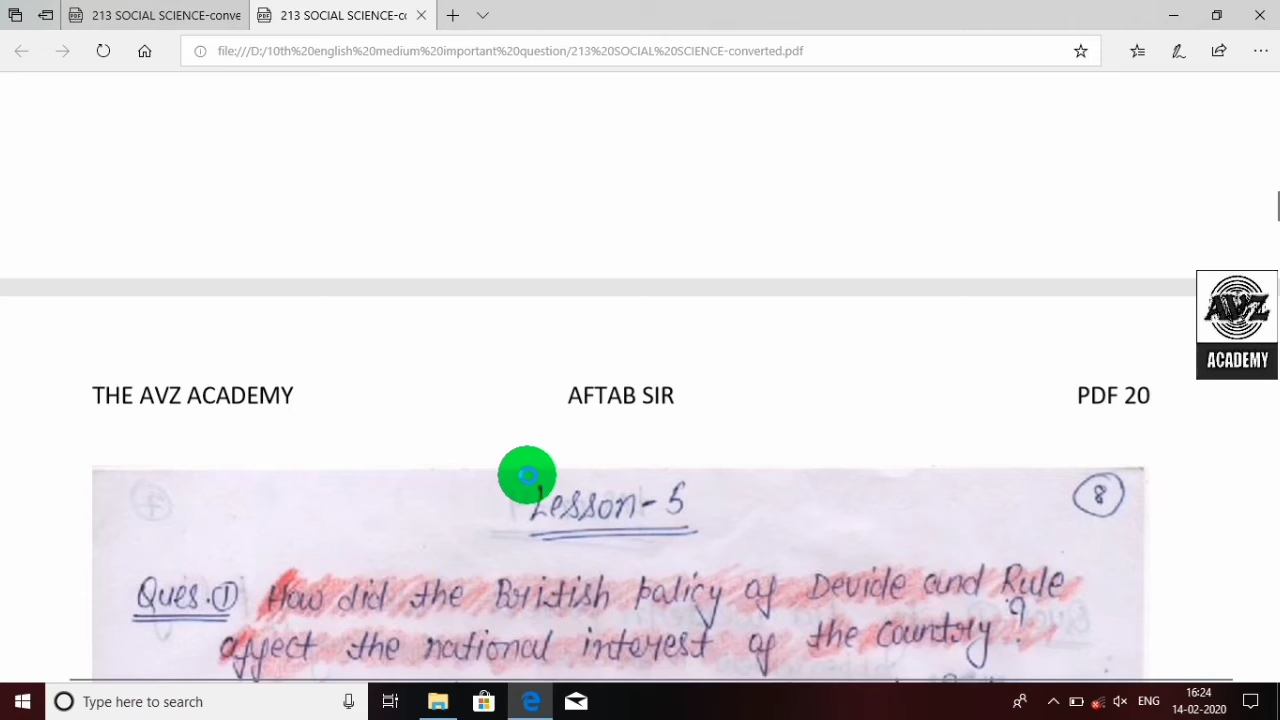 213 SOCIAL SCIENCE-conve
213 SOCIAL SCIENCE-co
file:///D:/10th%20english%20medium%20important%20question/213%20SOCIAL%20SCIENCE-converted.pdf
AVZ
ACADEMY
THE AVZ ACADEMY AFTAB SIR PDF 20
Lesson-5
8
Ques.① How did the British policy of Devide and Rule
affect the national interest of the country?
Type here to search
ENG
16:24
14-02-2020